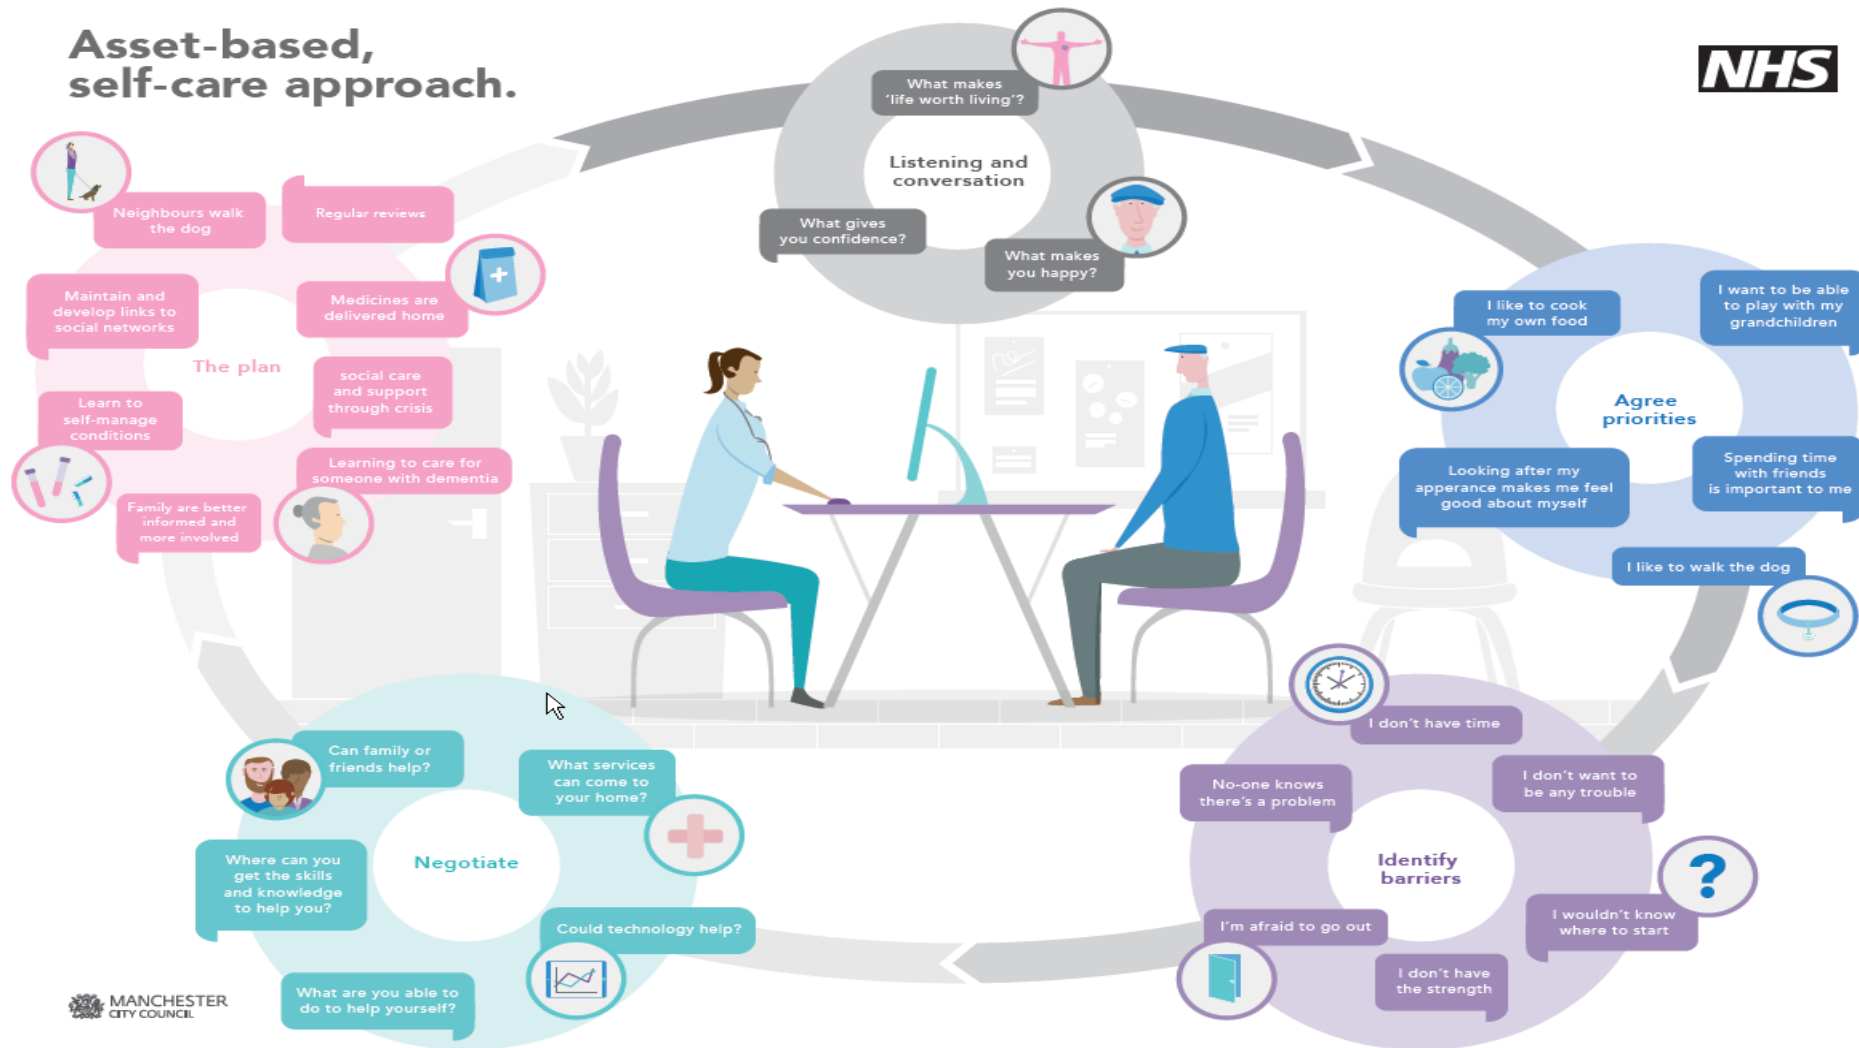 Asset-based,
self-care approach.
NHS
What makes
'life worth living'?
Listening and
conversation
What gives
you confidence?
What makes
you happy?
I like to cook
my own food
I want to be able
to play with my
grandchildren
Agree
priorities
Looking after my
apperance makes me feel
good about myself
Spending time
with friends
is important to me
I like to walk the dog
I don't have time
No-one knows
there's a problem
I don't want to
be any trouble
Identify
barriers
I wouldn't know
where to start
I'm afraid to go out
I don't have
the strength
Can family or
friends help?
What services
can come to
your home?
Negotiate
Where can you
get the skills
and knowledge
to help you?
Could technology help?
What are you able to
do to help yourself?
Neighbours walk
the dog
Regular reviews
Maintain and
develop links to
social networks
Medicines are
delivered home
The plan
social care
and support
through crisis
Learn to
self-manage
conditions
Learning to care for
someone with dementia
Family are better
informed and
more involved
MANCHESTER
CITY COUNCIL